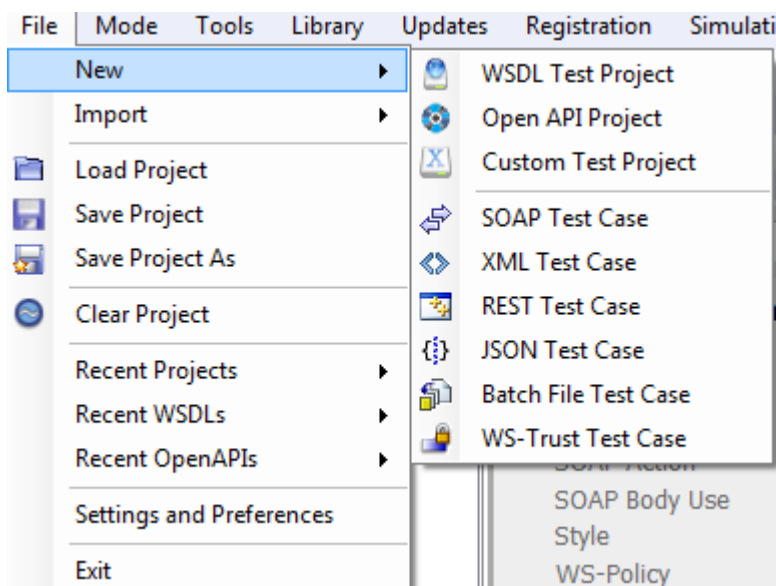 File Mode Tools Library Updates Registration Simulati
New
Import
Load Project
Save Project
Save Project As
Clear Project
Recent Projects
Recent WSDLs
Recent OpenAPIs
Settings and Preferences
Exit
WSDL Test Project
Open API Project
Custom Test Project
SOAP Test Case
XML Test Case
REST Test Case
JSON Test Case
Batch File Test Case
WS-Trust Test Case
SOAP Action
SOAP Body Use
Style
WS-Policy